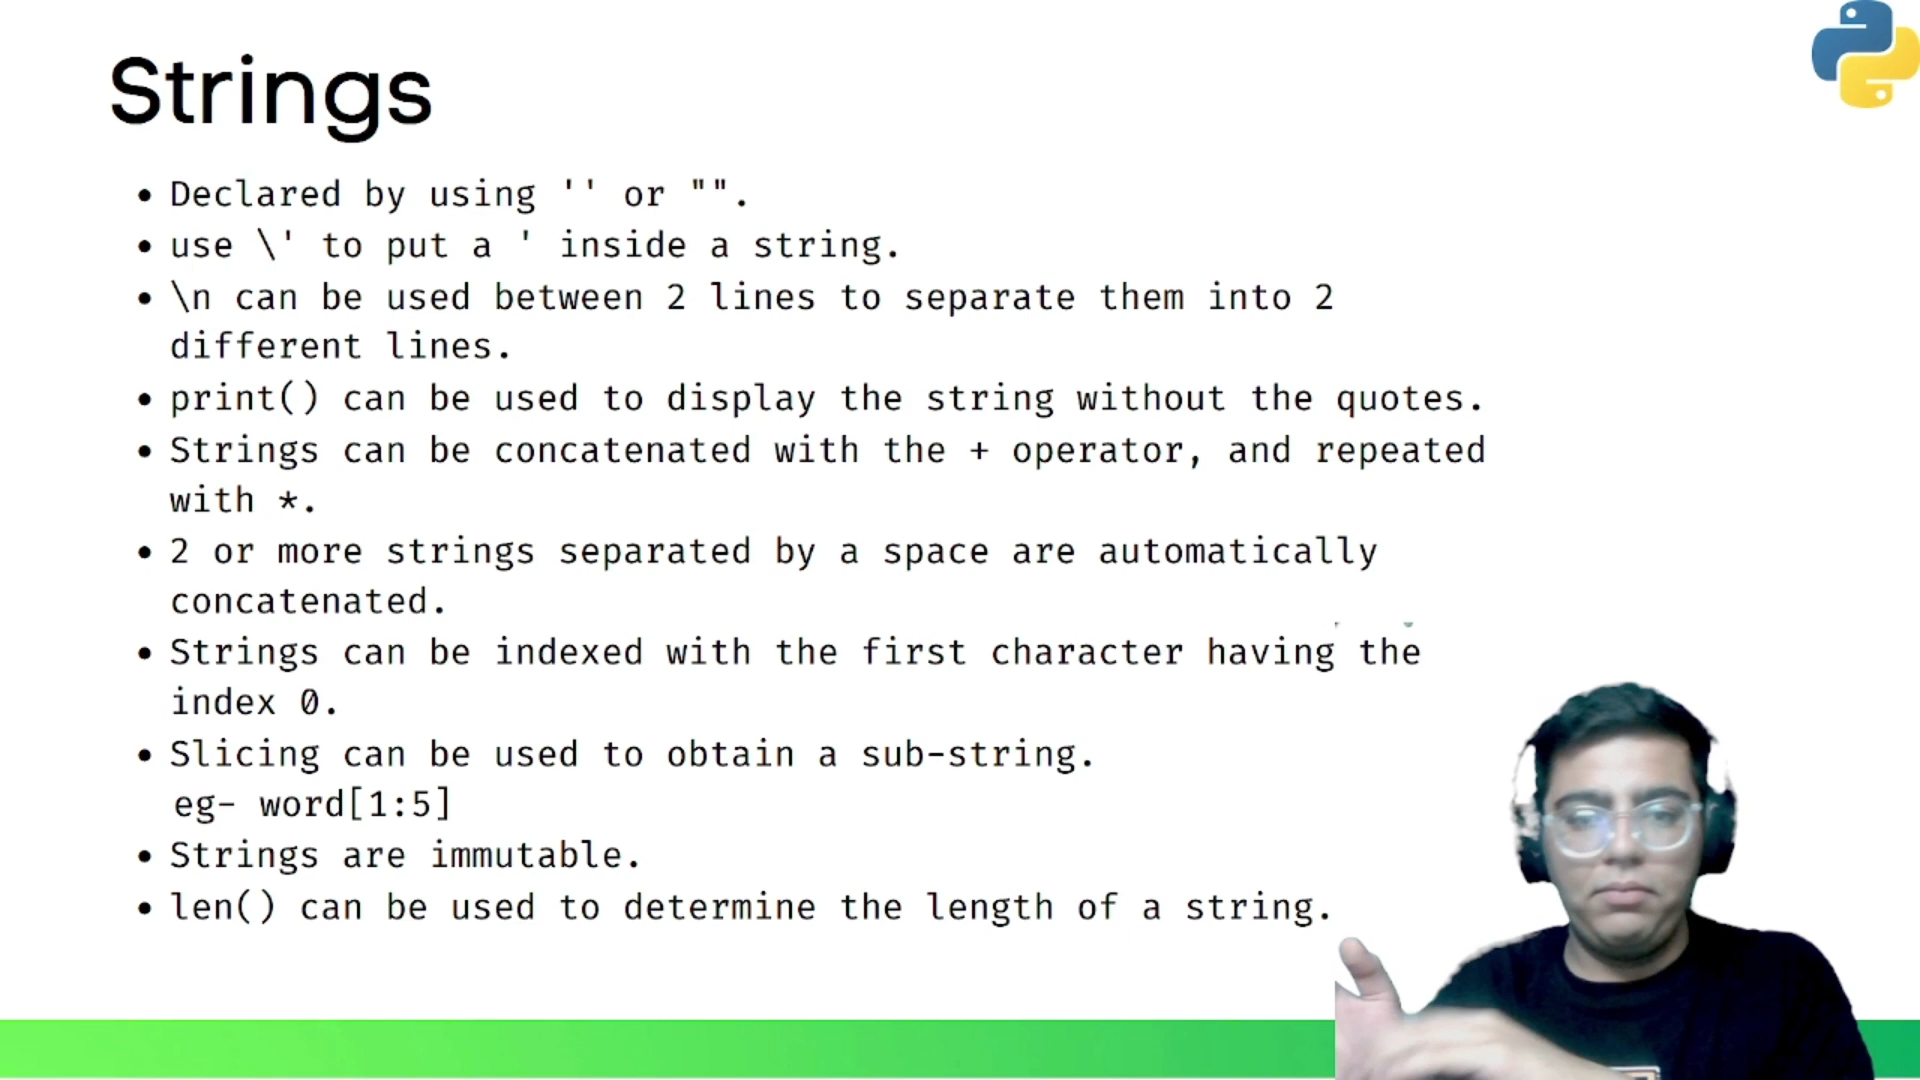 Strings
• Declared by using '' or "".
• use \' to put a ' inside a string.
• \n can be used between 2 lines to separate them into 2
different lines.
• print() can be used to display the string without the quotes.
• Strings can be concatenated with the + operator, and repeated
with *.
• 2 or more strings separated by a space are automatically
concatenated.
• Strings can be indexed with the first character having the
index 0.
• Slicing can be used to obtain a sub-string.
eg- word[1:5]
• Strings are immutable.
• len() can be used to determine the length of a string.